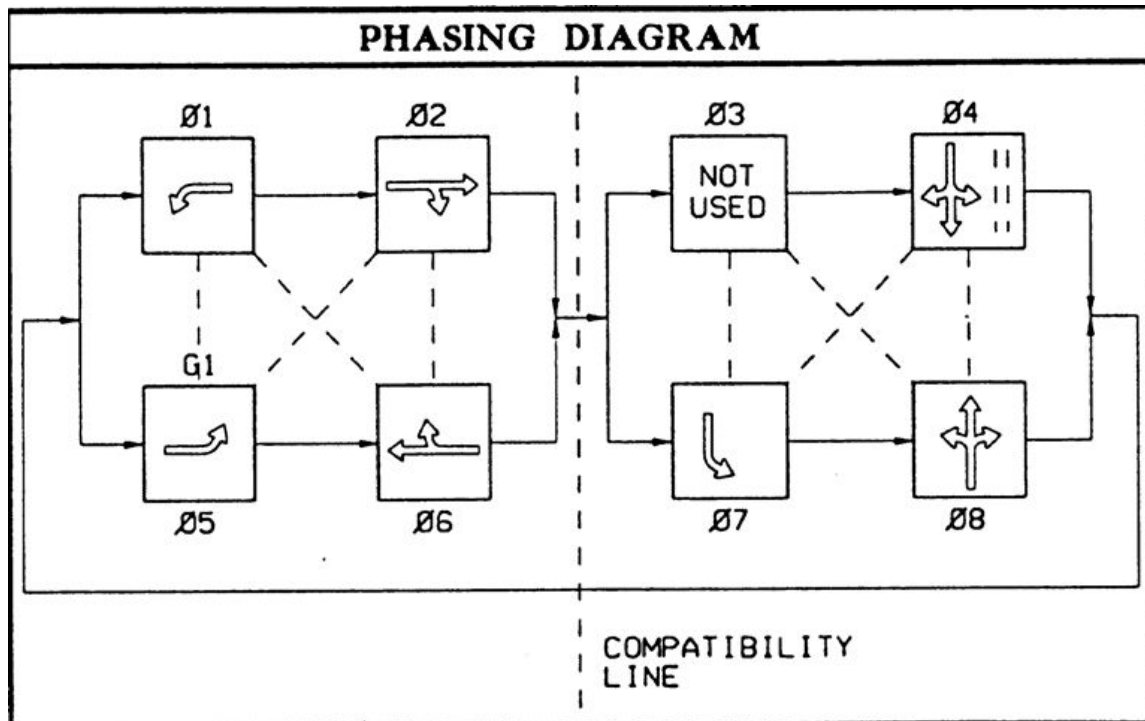 PHASING DIAGRAM
Ø1
Ø2
Ø3
Ø4
NOT
USED
G1
Ø5
Ø6
Ø7
Ø8
COMPATIBILITY
LINE